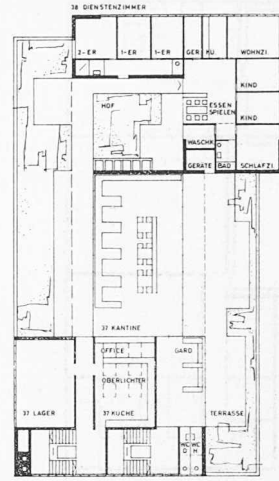 38 DIENSTENZIMMER
2-ER 1-ER 1-ER GER. KÜ. WOHNZI.
HOF
ESSEN
SPIELEN
KIND
KIND
WASCHK.
GERÄTE BAD SCHLAFZI.
37 KANTINE
OFFICE GARD.
OBERLICHTER
37 LAGER 37 KÜCHE TERRASSE
WC WC
D H